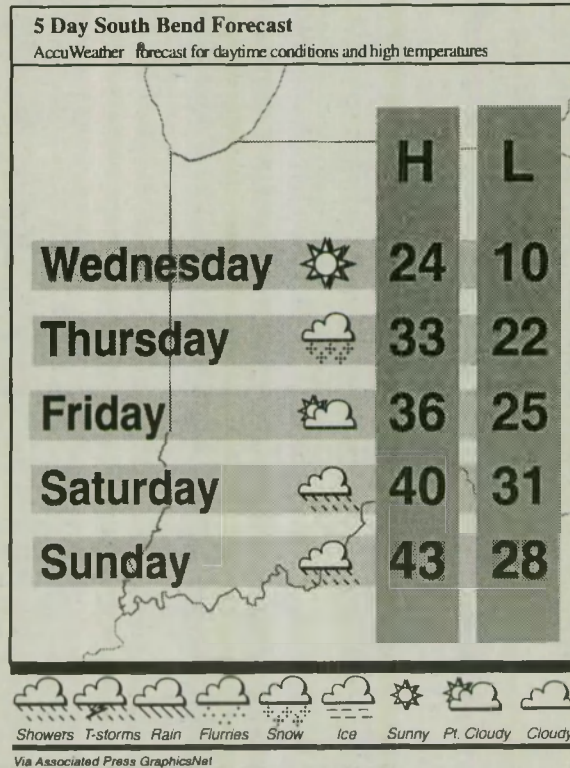 5 Day South Bend Forecast
AccuWeather forecast for daytime conditions and high temperatures
H L
Wednesday 24 10
Thursday 33 22
Friday 36 25
Saturday 40 31
Sunday 43 28
Showers T-storms Rain Flurries Snow Ice Sunny Pt. Cloudy Cloudy
Via Associated Press GraphicsNet